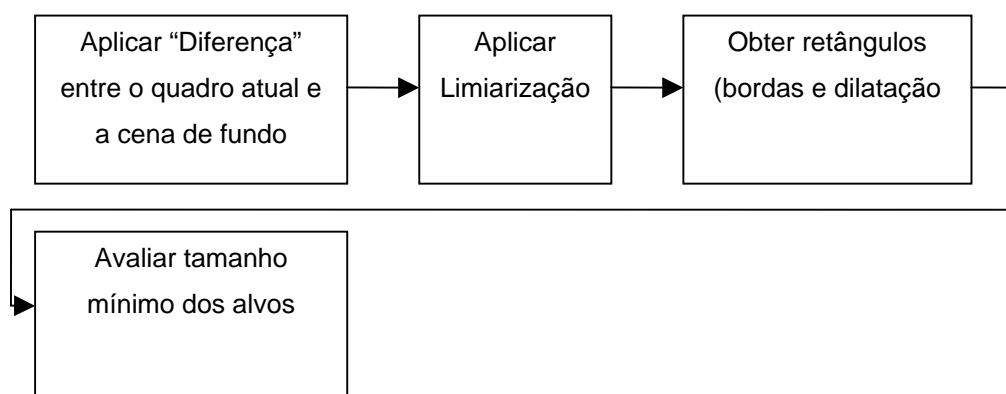 Aplicar “Diferença”
entre o quadro atual e
a cena de fundo
Aplicar
Limiarização
Obter retângulos
(bordas e dilatação
Avaliar tamanho
mínimo dos alvos